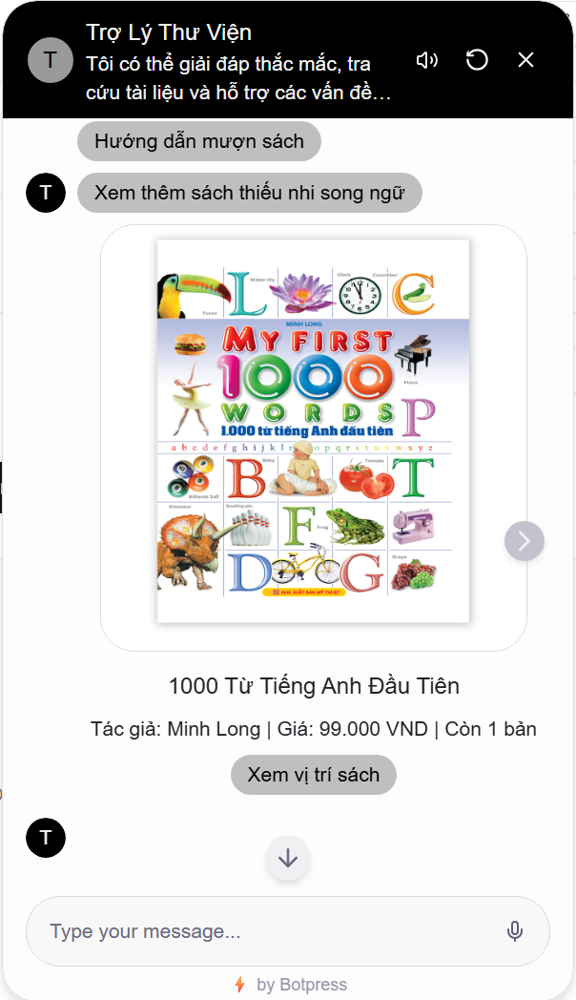 Trợ Lý Thư Viện
T
Tôi có thể giải đáp thắc mắc, tra
cứu tài liệu và hỗ trợ các vấn đề…
Hướng dẫn mượn sách
T
Xem thêm sách thiếu nhi song ngữ
L
Water-lily
Clock
Cucumber
C
Tucan
MINH LONG
MY FIRST
1000
WORDS
Piano
P
1.000 từ tiếng Anh đầu tiên
a b c d e f g h i j k l m n o p q r s t u v w x y z
B
Baby
Tomato
T
Billiards ball
Dinosaur
Bowling pin
F
Frog
D
G
Grape
NHÀ XUẤT BẢN MỸ THUẬT
1000 Từ Tiếng Anh Đầu Tiên
Tác giả: Minh Long | Giá: 99.000 VND | Còn 1 bản
Xem vị trí sách
T
Type your message...
by Botpress